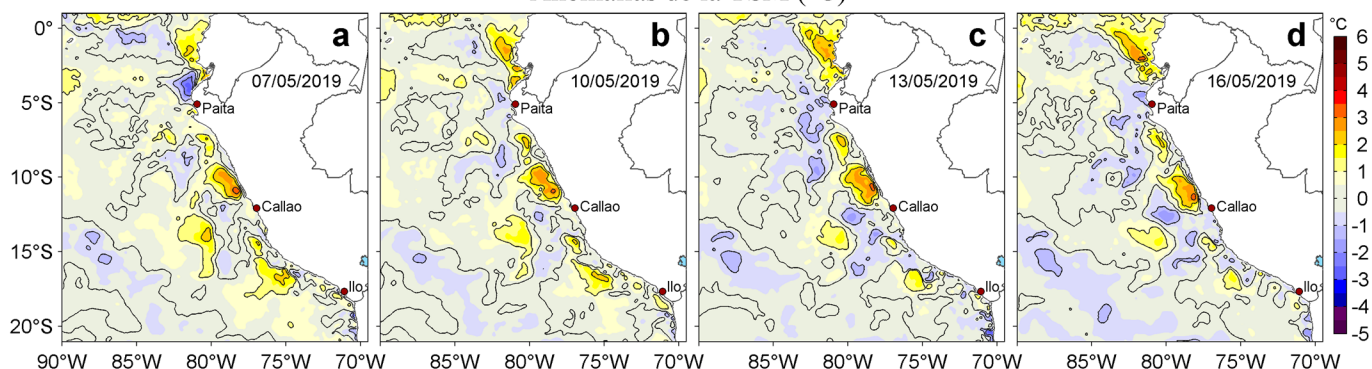 a
07/05/2019
b
10/05/2019
c
13/05/2019
d
16/05/2019
°C
0°
5°S
10°S
15°S
20°S
Paita
Callao
Ilo
Paita
Callao
Ilo
Paita
Callao
Ilo
Paita
Callao
Ilo
6
5
4
3
2
1
0
-1
-2
-3
-4
-5
90°W 85°W 80°W 75°W 70°W
85°W 80°W 75°W 70°W
85°W 80°W 75°W 70°W
85°W 80°W 75°W 70°W